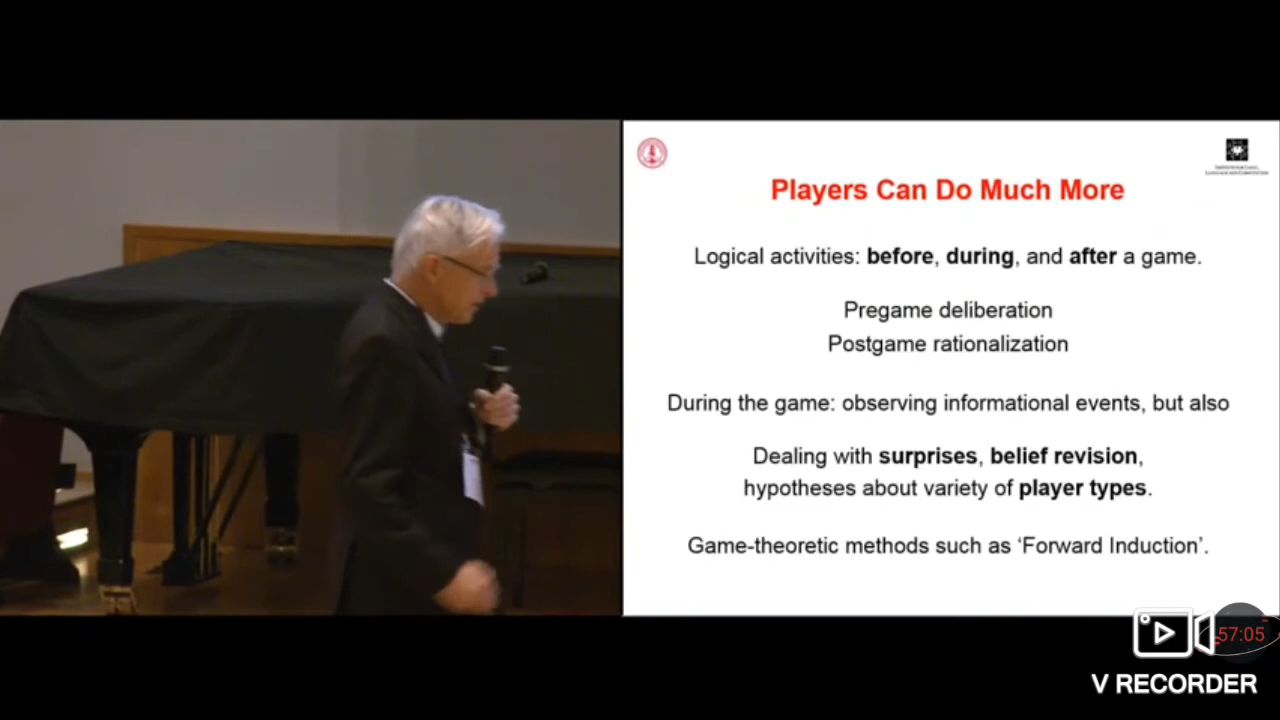 Players Can Do Much More
Logical activities: before, during, and after a game.
Pregame deliberation
Postgame rationalization
During the game: observing informational events, but also
Dealing with surprises, belief revision,
hypotheses about variety of player types.
Game-theoretic methods such as ‘Forward Induction’.
57:05
V RECORDER